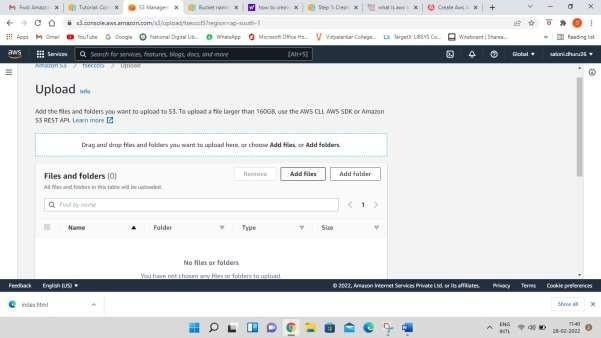 Fwd: Amazon
Tutorial: Con
S3 Managem
Bucket nami
how to creat
Step 5: Creat
what is aws
Create Aws
s3.console.aws.amazon.com/s3/upload/tseccol5?region=ap-south-1
Apps
Gmail
YouTube
Google
National Digital Lib...
WhatsApp
Microsoft Office Ho...
Vidyalankar College...
TargetX: LIBSYS Co...
Whiteboard | Sharea...
Reading list
aws
Services
Search for services, features, blogs, docs, and more
[Alt+S]
Global
satoni.dhuru26
Amazon S3
Upload
Upload
Info
Add the files and folders you want to upload to S3. To upload a file larger than 160GB, use the AWS CLI, AWS SDK or Amazon
S3 REST API. Learn more
Drag and drop files and folders you want to upload here, or choose Add files, or Add folders.
Files and folders (0)
Remove
Add files
Add folder
All files and folders in this table will be uploaded.
Find by name
1
Name
Folder
Type
Size
No files or folders
You have not chosen any files or folders to upload.
Feedback
English (US)
© 2022, Amazon Internet Services Private Ltd. or its affiliates.
Privacy
Terms
Cookie preferences
index.html
Show all
ENG
INTL
11:40
28-02-2022